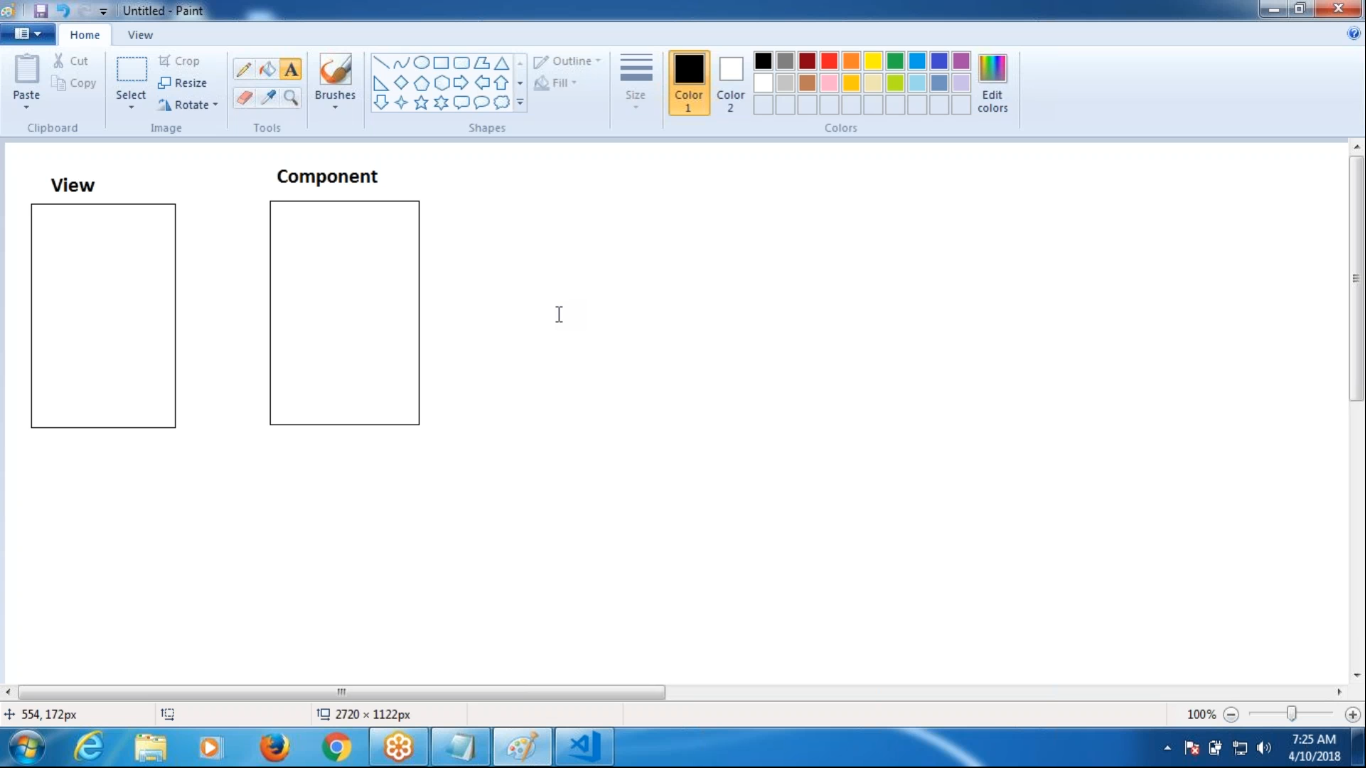 Untitled - Paint
Home View
Paste
Cut
Copy
Clipboard
Select
Crop
Resize
Rotate
Image
A
Tools
Brushes
Outline
Fill
Shapes
Size
Color 1
Color 2
Edit colors
Colors
View
Component
554, 172px
2720 × 1122px
100%
7:25 AM
4/10/2018